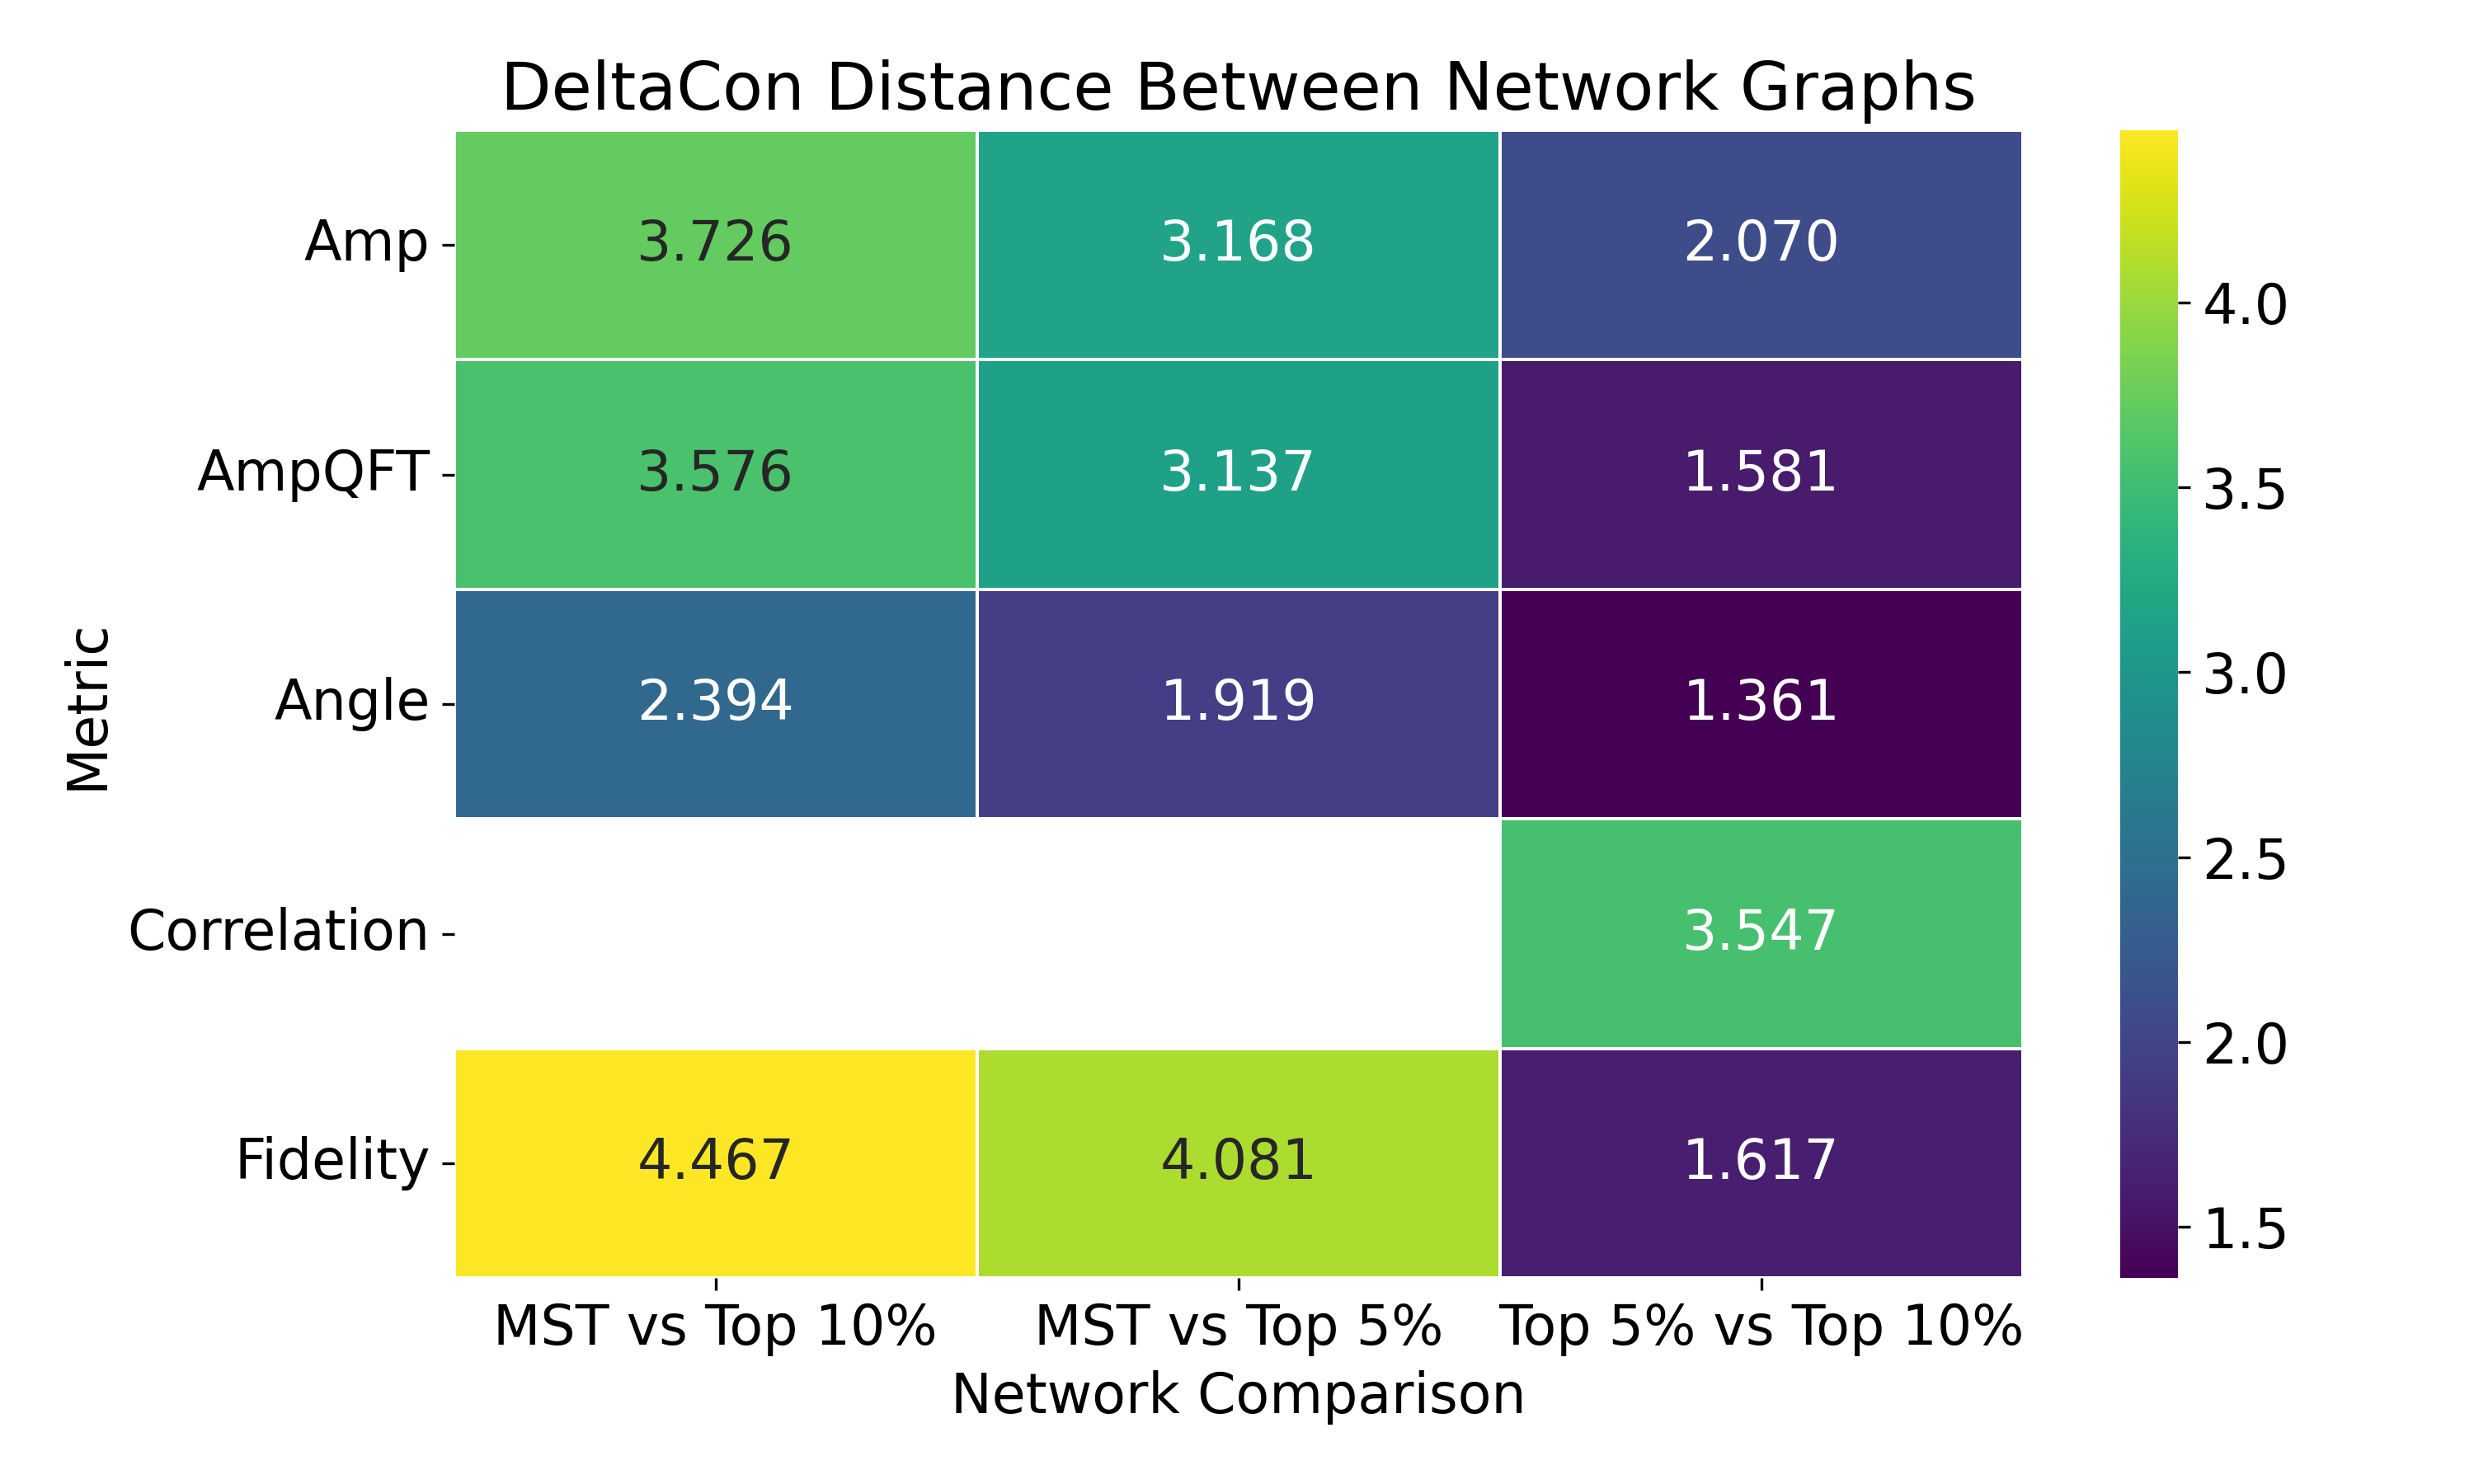 DeltaCon Distance Between Network Graphs
Amp 3.726 3.168 2.070
AmpQFT 3.576 3.137 1.581
Angle 2.394 1.919 1.361
Correlation 3.547
Fidelity 4.467 4.081 1.617
Metric
MST vs Top 10% MST vs Top 5% Top 5% vs Top 10%
Network Comparison
4.0
3.5
3.0
2.5
2.0
1.5